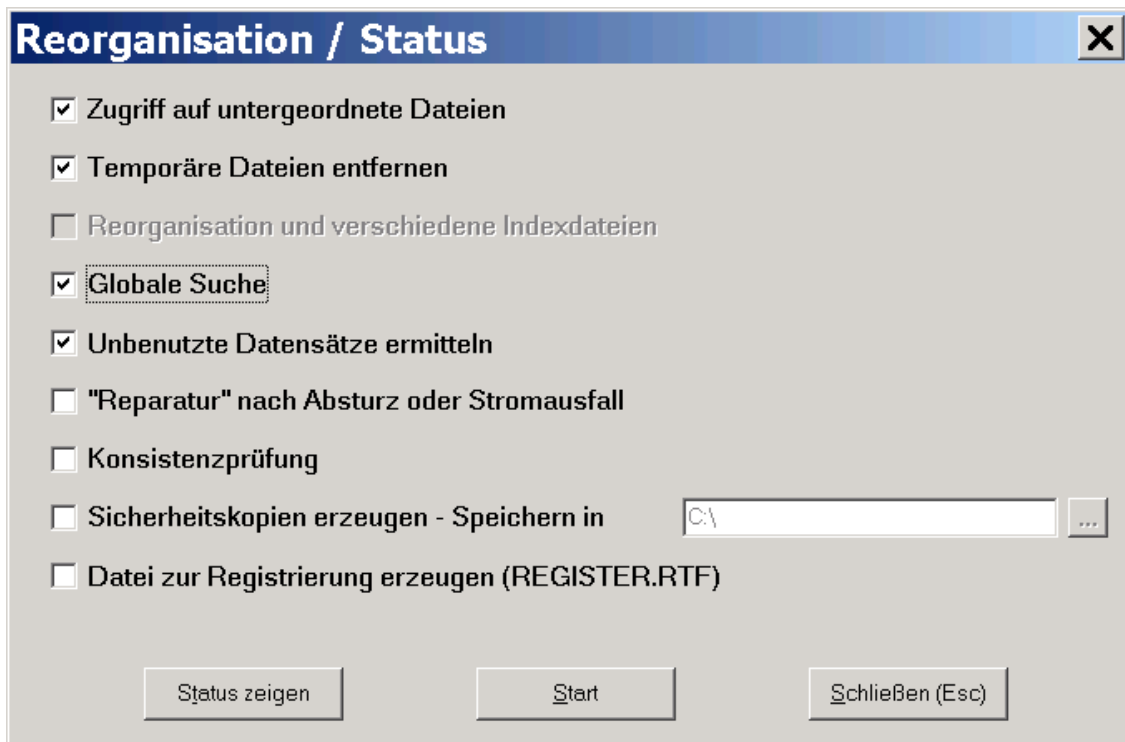 Reorganisation / Status
Zugriff auf untergeordnete Dateien
Temporäre Dateien entfernen
Reorganisation und verschiedene Indexdateien
Globale Suche
Unbenutzte Datensätze ermitteln
"Reparatur" nach Absturz oder Stromausfall
Konsistenzprüfung
Sicherheitskopien erzeugen - Speichern in C:\ ...
Datei zur Registrierung erzeugen (REGISTER.RTF)
Status zeigen Start Schließen (Esc)